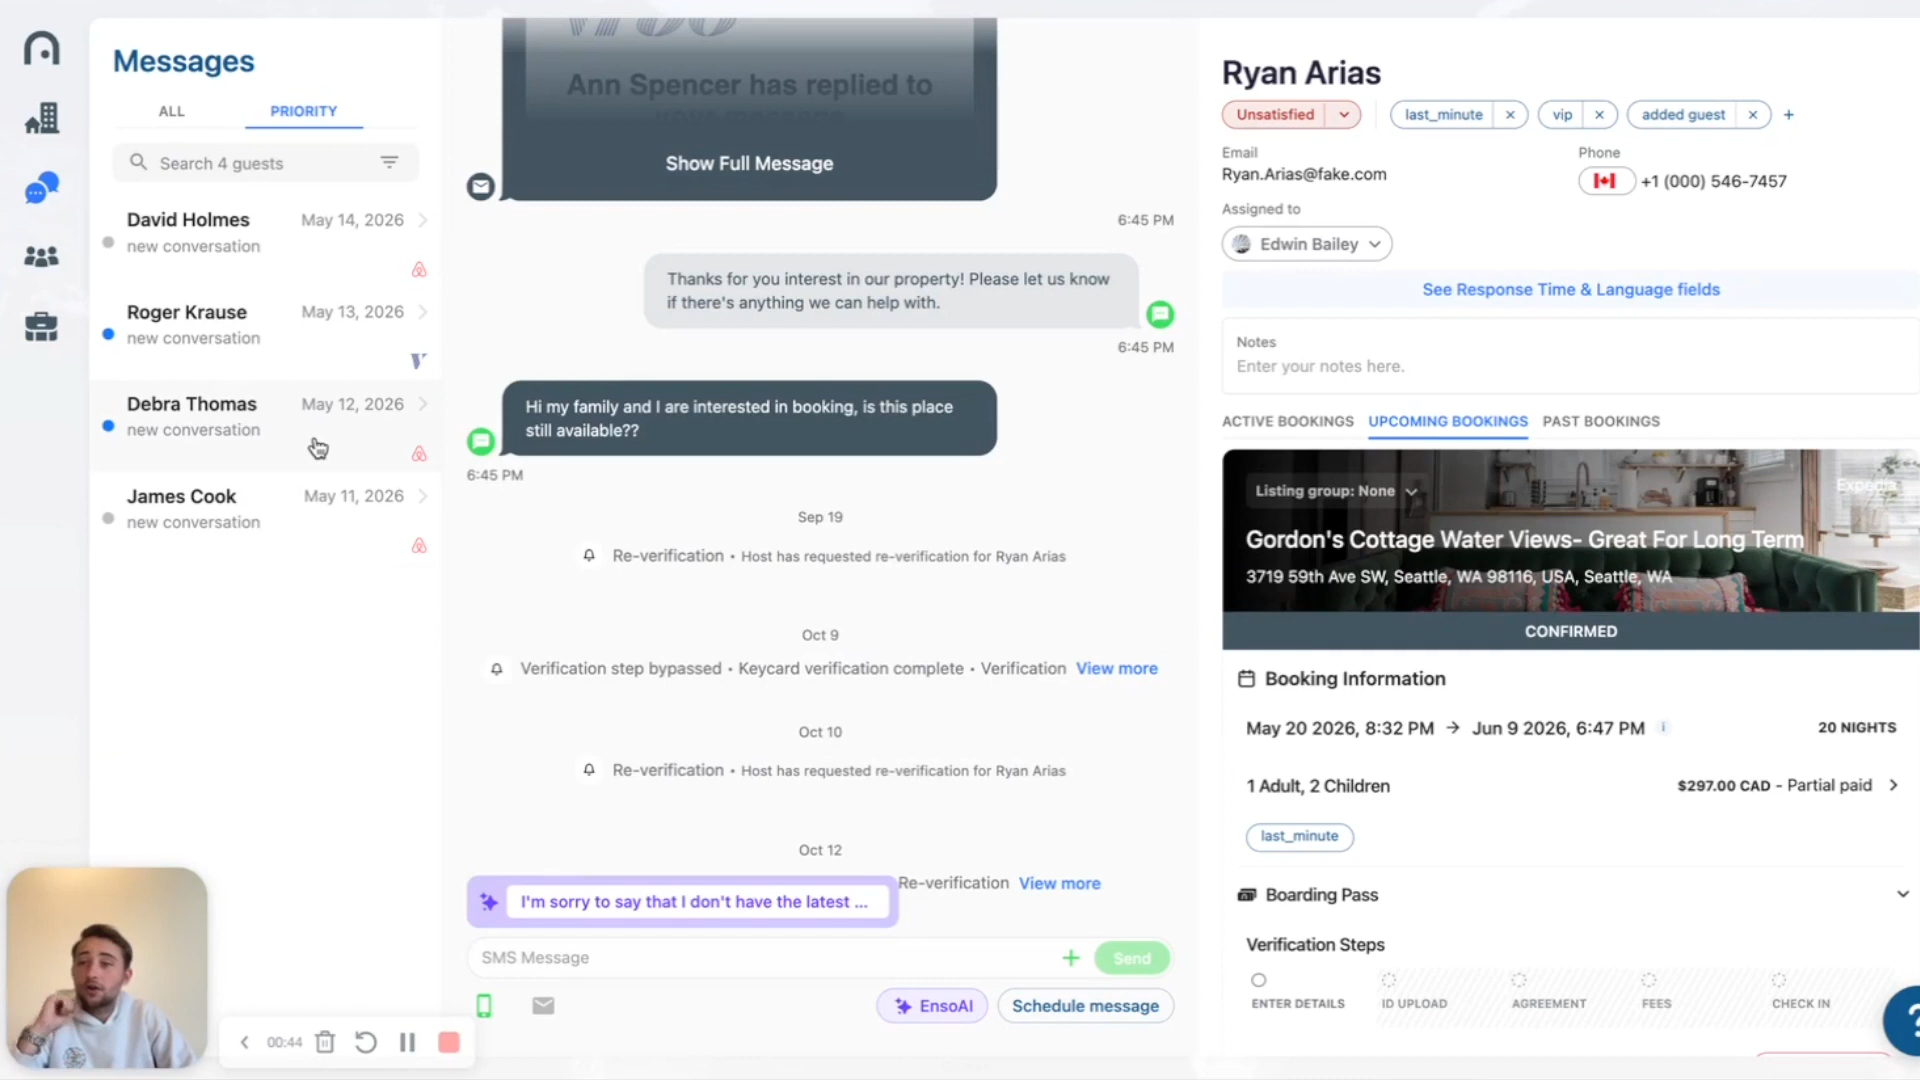 Messages
ALL
PRIORITY
Search 4 guests
David Holmes
May 14, 2026
new conversation
Roger Krause
May 13, 2026
new conversation
Debra Thomas
May 12, 2026
new conversation
James Cook
May 11, 2026
new conversation
00:44
Ann Spencer has replied to
your message
Show Full Message
6:45 PM
Thanks for you interest in our property! Please let us know
if there's anything we can help with.
6:45 PM
Hi my family and I are interested in booking, is this place
still available??
6:45 PM
Sep 19
Re-verification • Host has requested re-verification for Ryan Arias
Oct 9
Verification step bypassed • Keycard verification complete • Verification View more
Oct 10
Re-verification • Host has requested re-verification for Ryan Arias
Oct 12
Re-verification View more
I'm sorry to say that I don't have the latest ...
SMS Message
Send
EnsoAI
Schedule message
Ryan Arias
Unsatisfied
last_minute
vip
added guest
Email
Ryan.Arias@fake.com
Phone
+1 (000) 546-7457
Assigned to
Edwin Bailey
See Response Time & Language fields
Notes
Enter your notes here.
ACTIVE BOOKINGS
UPCOMING BOOKINGS
PAST BOOKINGS
Listing group: None
Expedia
Gordon's Cottage Water Views- Great For Long Term
3719 59th Ave SW, Seattle, WA 98116, USA, Seattle, WA
CONFIRMED
Booking Information
May 20 2026, 8:32 PM → Jun 9 2026, 6:47 PM
20 NIGHTS
1 Adult, 2 Children
$297.00 CAD - Partial paid
last_minute
Boarding Pass
Verification Steps
ENTER DETAILS
ID UPLOAD
AGREEMENT
FEES
CHECK IN
?